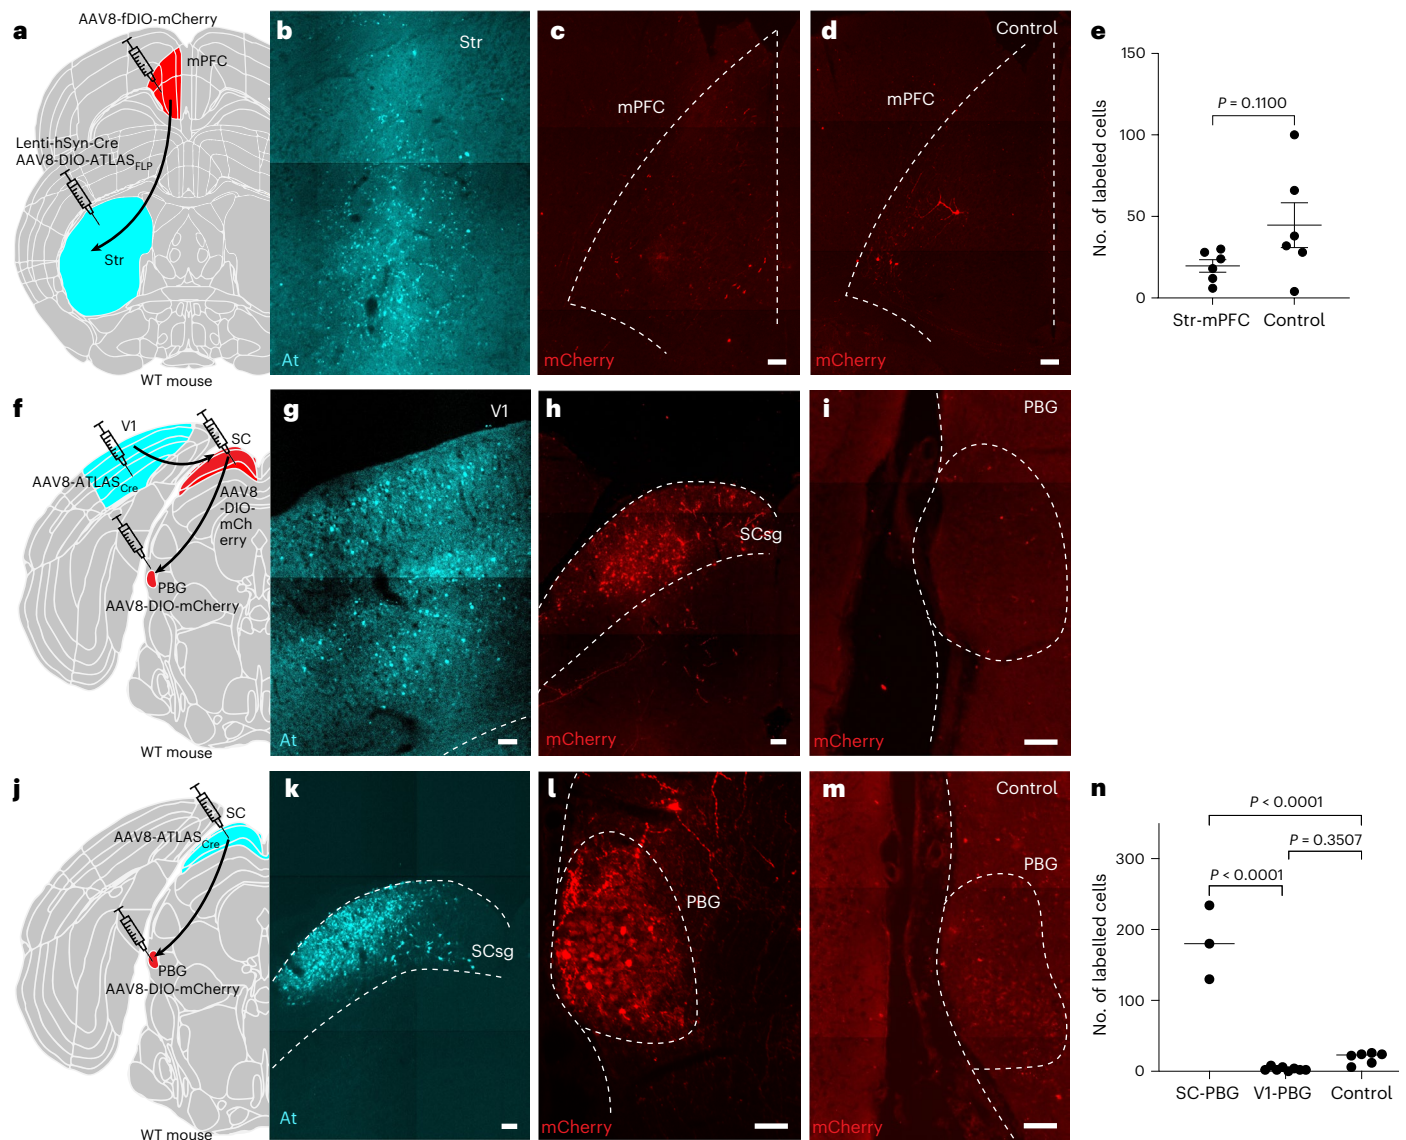 a
AAV8-fDIO-mCherry
mPFC
Lenti-hSyn-Cre
AAV8-DIO-ATLASFLP
Str
WT mouse
b
Str
At
c
mPFC
mCherry
d
Control
mPFC
mCherry
e
150
100
50
0
No. of labeled cells
P = 0.1100
Str-mPFC
Control
f
V1
SC
AAV8-ATLASCre
AAV8
-DIO-
mCh
erry
PBG
AAV8-DIO-mCherry
WT mouse
g
V1
At
h
SCsg
mCherry
i
PBG
mCherry
j
SC
AAV8-ATLASCre
PBG
AAV8-DIO-mCherry
WT mouse
k
SCsg
At
l
PBG
mCherry
m
Control
PBG
mCherry
n
P < 0.0001
P = 0.3507
P < 0.0001
300
200
100
0
No. of labelled cells
SC-PBG
V1-PBG
Control